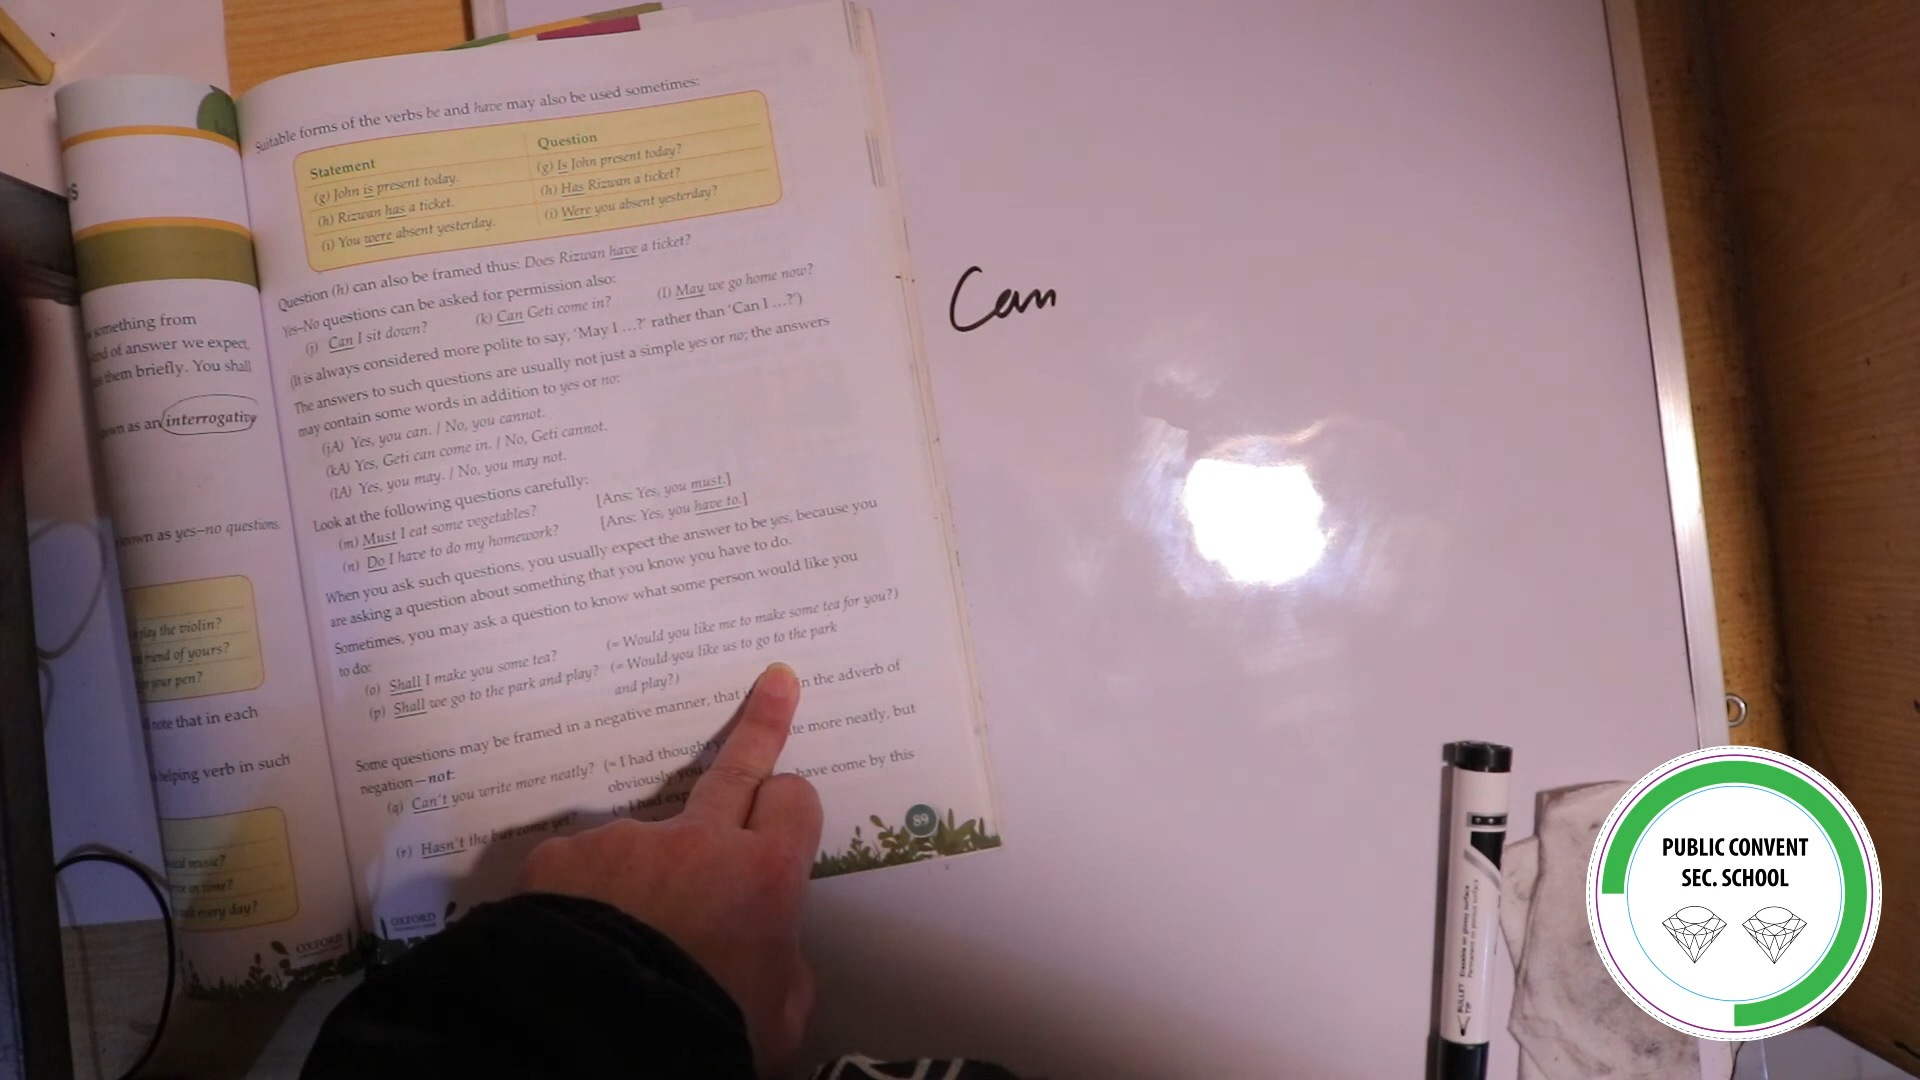 s
something from
kind of answer we expect,
them briefly. You shall
known as an interrogative
known as yes–no questions.
play the violin?
friend of yours?
your pen?
note that in each
helping verb in such
music?
on time?
every day?
OXFORD
Suitable forms of the verbs be and have may also be used sometimes:
Statement Question
(g) John is present today. (g) Is John present today?
(h) Rizwan has a ticket. (h) Has Rizwan a ticket?
(i) You were absent yesterday. (i) Were you absent yesterday?
Question (h) can also be framed thus: Does Rizwan have a ticket?
Yes–No questions can be asked for permission also:
(j) Can I sit down? (k) Can Geti come in? (l) May we go home now?
(It is always considered more polite to say, 'May I ...?' rather than 'Can I ...?')
The answers to such questions are usually not just a simple yes or no; the answers
may contain some words in addition to yes or no:
(jA) Yes, you can. / No, you cannot.
(kA) Yes, Geti can come in. / No, Geti cannot.
(lA) Yes, you may. / No, you may not.
Look at the following questions carefully:
(m) Must I eat some vegetables? [Ans: Yes, you must.]
(n) Do I have to do my homework? [Ans: Yes, you have to.]
When you ask such questions, you usually expect the answer to be yes, because you
are asking a question about something that you know you have to do.
Sometimes, you may ask a question to know what some person would like you
to do:
(o) Shall I make you some tea? (= Would you like me to make some tea for you?)
(p) Shall we go to the park and play? (= Would you like us to go to the park
and play?)
Some questions may be framed in a negative manner, that in the adverb of
negation—not:
(q) Can't you write more neatly? (= I had thought more neatly, but
obviously you
(r) Hasn't the bus come yet? (= I had have come by this
89
OXFORD
Can
BULLET TIP
PUBLIC CONVENT
SEC. SCHOOL